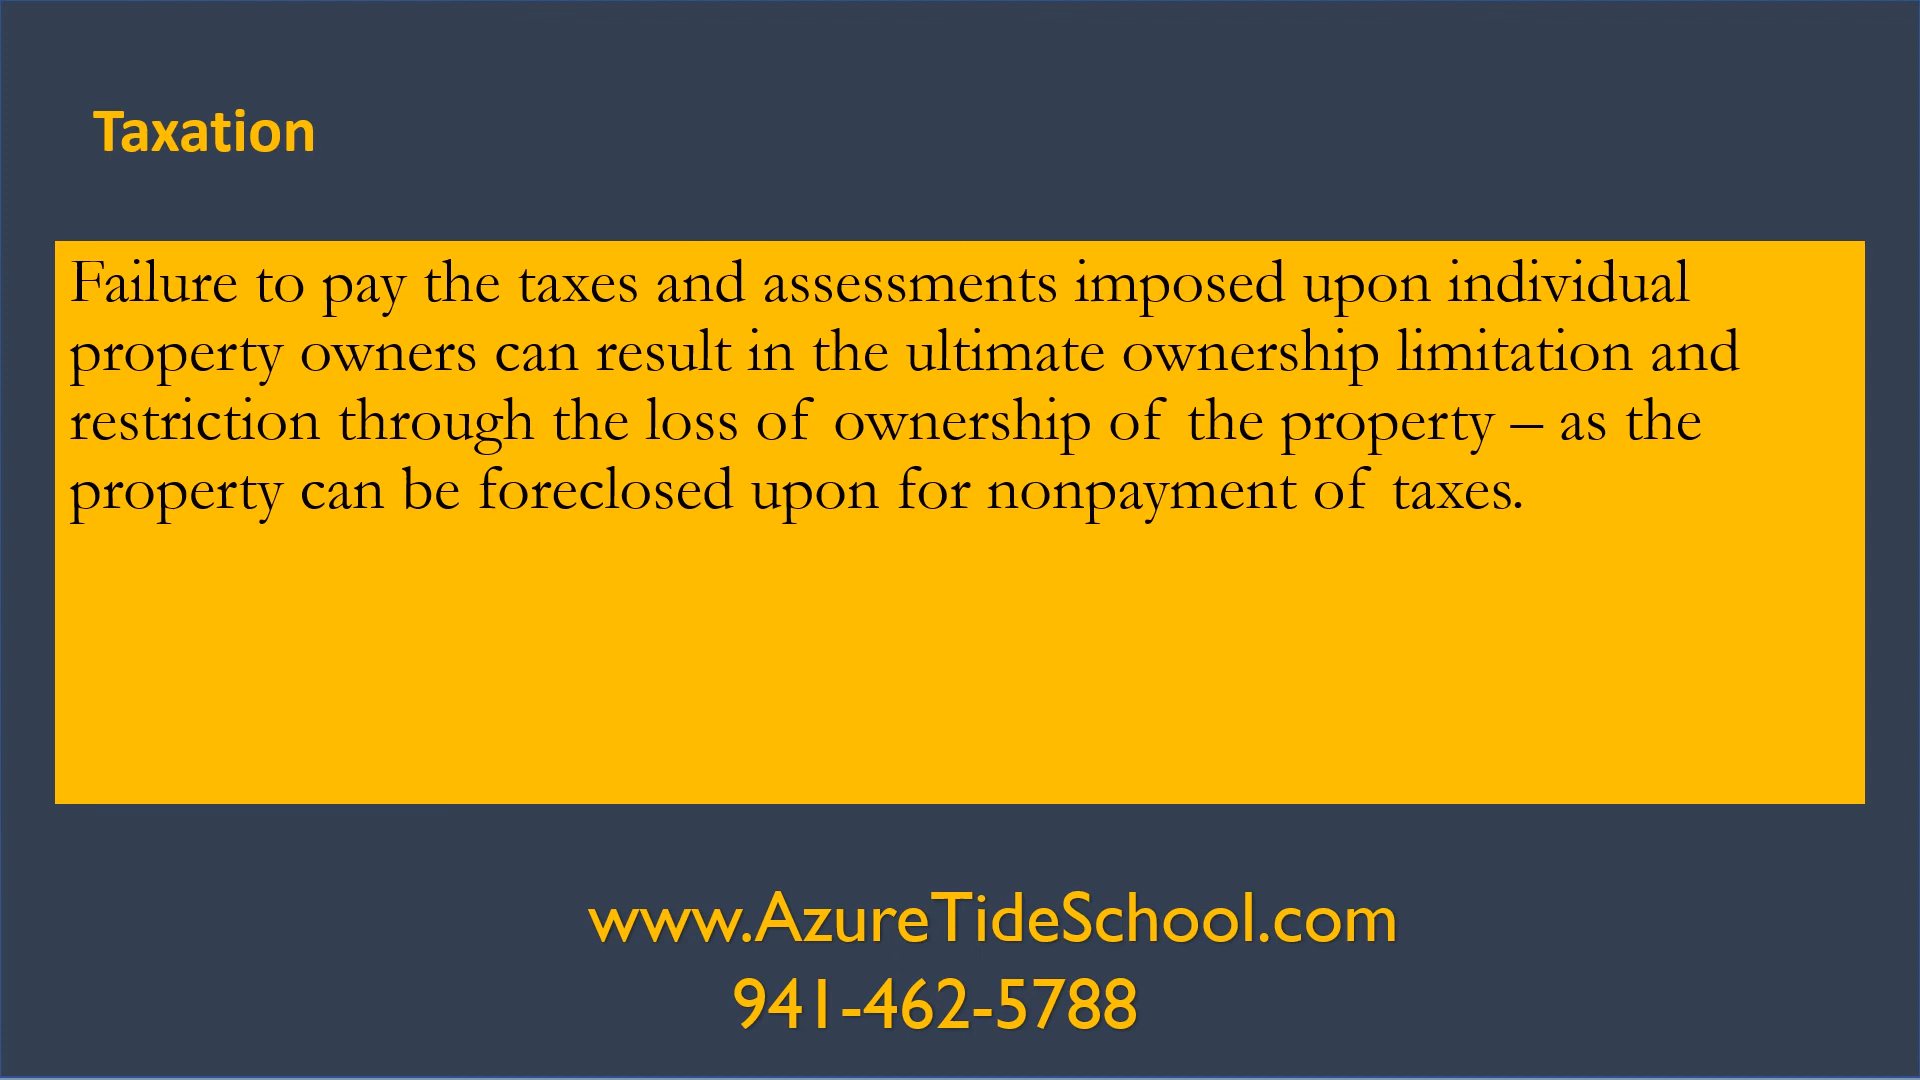 Taxation
Failure to pay the taxes and assessments imposed upon individual
property owners can result in the ultimate ownership limitation and
restriction through the loss of ownership of the property – as the
property can be foreclosed upon for nonpayment of taxes.
www.AzureTideSchool.com
941-462-5788